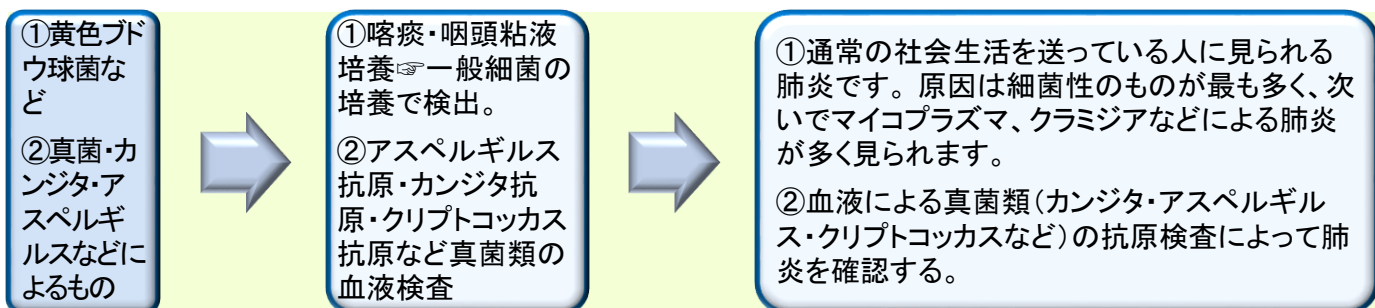 ①黄色ブド
ウ球菌な
ど
②真菌・カ
ンジタ・ア
スペルギ
ルスなどに
よるもの
①喀痰・咽頭粘液
培養☞一般細菌の
培養で検出。
②アスペルギルス
抗原・カンジタ抗
原・クリプトコッカス
抗原など真菌類の
血液検査
①通常の社会生活を送っている人に見られる
肺炎です。原因は細菌性のものが最も多く、次
いでマイコプラズマ、クラミジアなどによる肺炎
が多く見られます。
②血液による真菌類（カンジタ・アスペルギル
ス・クリプトコッカスなど）の抗原検査によって肺
炎を確認する。